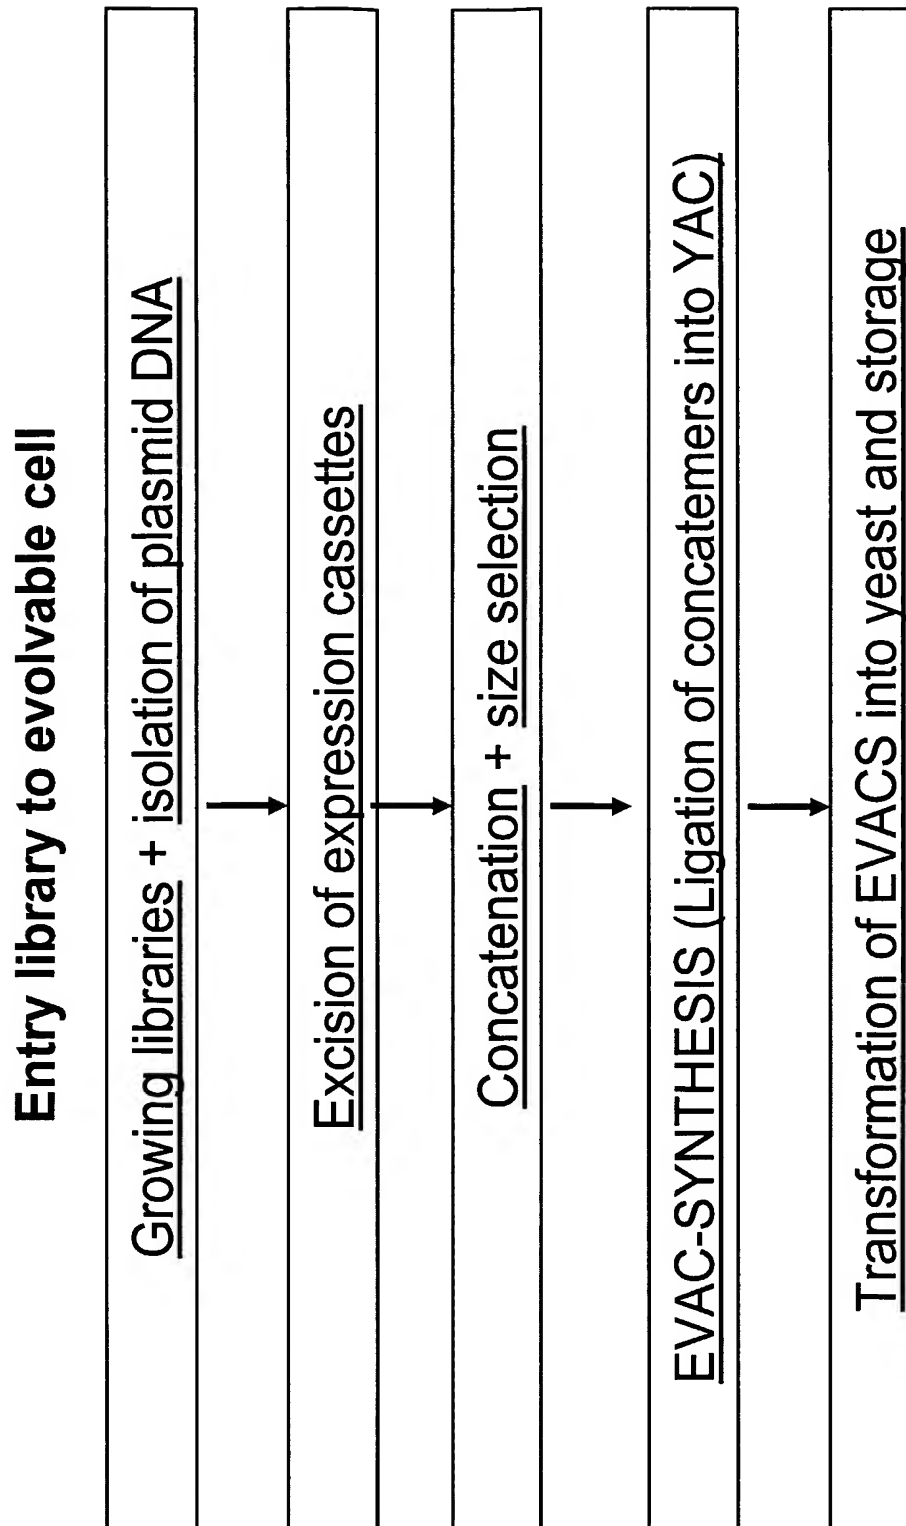 Entry library to evolvable cell
Growing libraries + isolation of plasmid DNA
Excision of expression cassettes
Concatenation + size selection
EVAC-SYNTHESIS (Ligation of concatemers into YAC)
Transformation of EVACS into yeast and storage